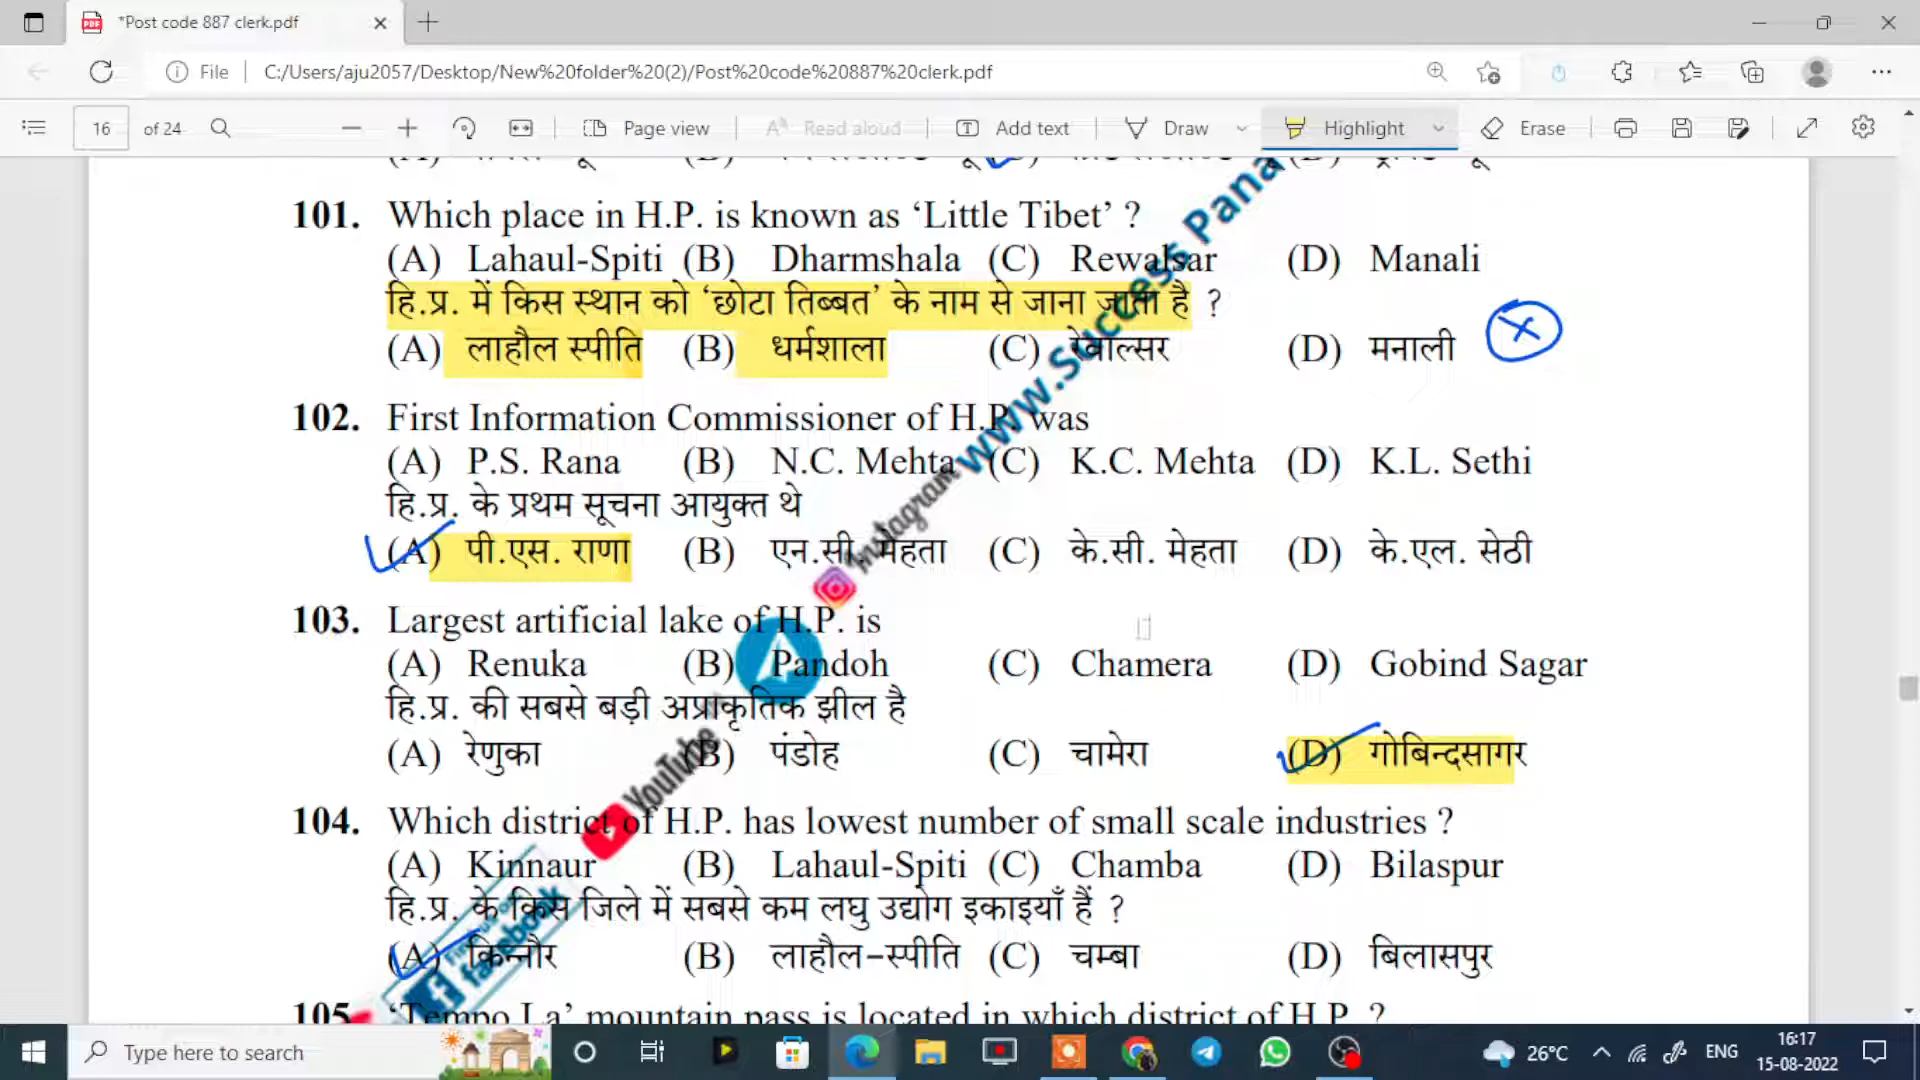 *Post code 887 clerk.pdf
File
C:/Users/aju2057/Desktop/New%20folder%20(2)/Post%20code%20887%20clerk.pdf
16 of 24
Page view
Read aloud
Add text
Draw
Highlight
Erase
101. Which place in H.P. is known as ‘Little Tibet’ ?
(A) Lahaul-Spiti (B) Dharmshala (C) Rewalsar (D) Manali
हि.प्र. में किस स्थान को ‘छोटा तिब्बत’ के नाम से जाना जाता है ?
(A) लाहौल स्पीति (B) धर्मशाला (C) रेवाल्सर (D) मनाली
102. First Information Commissioner of H.P. was
(A) P.S. Rana (B) N.C. Mehta (C) K.C. Mehta (D) K.L. Sethi
हि.प्र. के प्रथम सूचना आयुक्त थे
(A) पी.एस. राणा (B) एन.सी. मेहता (C) के.सी. मेहता (D) के.एल. सेठी
103. Largest artificial lake of H.P. is
(A) Renuka (B) Pandoh (C) Chamera (D) Gobind Sagar
हि.प्र. की सबसे बड़ी अप्राकृतिक झील है
(A) रेणुका (B) पंडोह (C) चामेरा (D) गोबिन्दसागर
104. Which district of H.P. has lowest number of small scale industries ?
(A) Kinnaur (B) Lahaul-Spiti (C) Chamba (D) Bilaspur
हि.प्र. के किस जिले में सबसे कम लघु उद्योग इकाइयाँ हैं ?
(A) किन्नौर (B) लाहौल–स्पीति (C) चम्बा (D) बिलासपुर
105. ‘Tempo La’ mountain pass is located in which district of H.P. ?
www.Success Pana
Instagram
YouTube
Find us on
facebook
Type here to search
26°C
ENG
16:17
15-08-2022